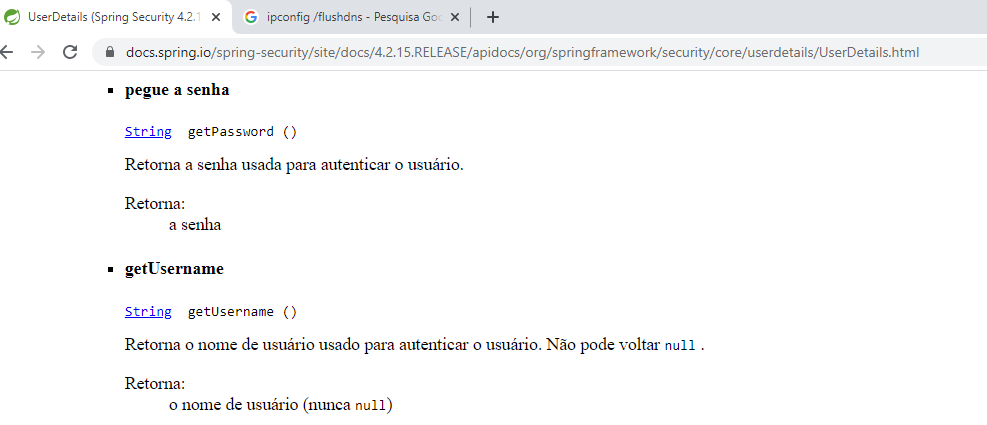 UserDetails (Spring Security 4.2.1
ipconfig /flushdns - Pesquisa Goo
docs.spring.io/spring-security/site/docs/4.2.15.RELEASE/apidocs/org/springframework/security/core/userdetails/UserDetails.html
pegue a senha
String getPassword ()
Retorna a senha usada para autenticar o usuário.
Retorna:
a senha
getUsername
String getUsername ()
Retorna o nome de usuário usado para autenticar o usuário. Não pode voltar null .
Retorna:
o nome de usuário (nunca null)